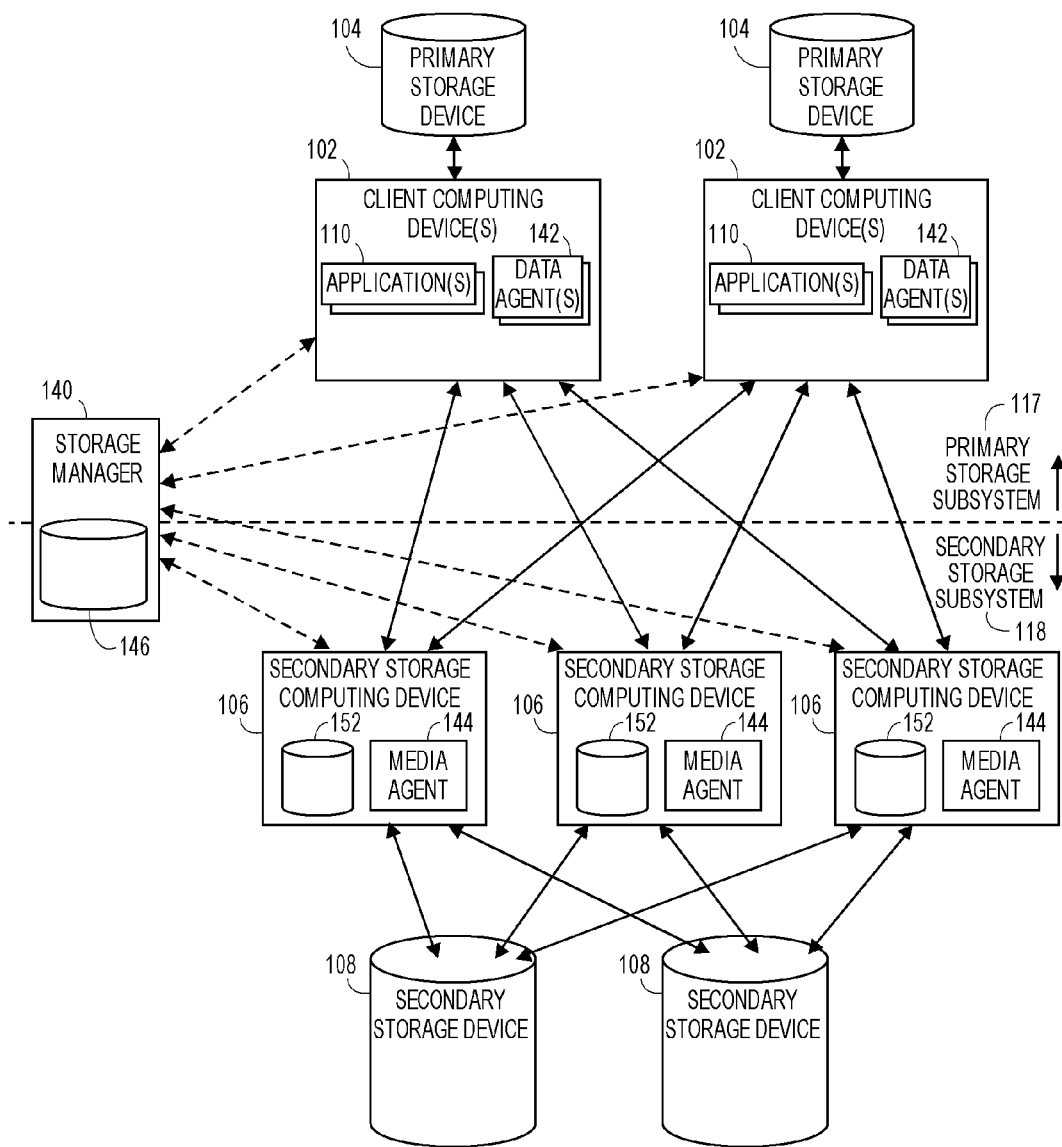 104
PRIMARY
STORAGE
DEVICE
104
PRIMARY
STORAGE
DEVICE
102
CLIENT COMPUTING
DEVICE(S)
110
APPLICATION(S)
142
DATA
AGENT(S)
102
CLIENT COMPUTING
DEVICE(S)
110
APPLICATION(S)
142
DATA
AGENT(S)
140
STORAGE
MANAGER
146
117
PRIMARY
STORAGE
SUBSYSTEM
SECONDARY
STORAGE
SUBSYSTEM
118
SECONDARY STORAGE
COMPUTING DEVICE
106
152
144
MEDIA
AGENT
SECONDARY STORAGE
COMPUTING DEVICE
106
152
144
MEDIA
AGENT
SECONDARY STORAGE
COMPUTING DEVICE
106
152
144
MEDIA
AGENT
108
SECONDARY
STORAGE DEVICE
108
SECONDARY
STORAGE DEVICE